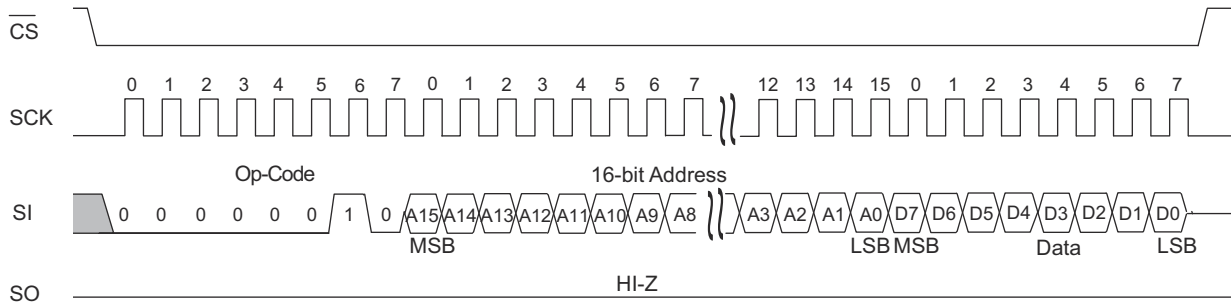 CS
0 1 2 3 4 5 6 7 0 1 2 3 4 5 6 7 12 13 14 15 0 1 2 3 4 5 6 7
SCK
Op-Code 16-bit Address
SI 0 0 0 0 0 0 1 0 A15 A14 A13 A12 A11 A10 A9 A8 A3 A2 A1 A0 D7 D6 D5 D4 D3 D2 D1 D0
MSB LSB MSB Data LSB
HI-Z
SO